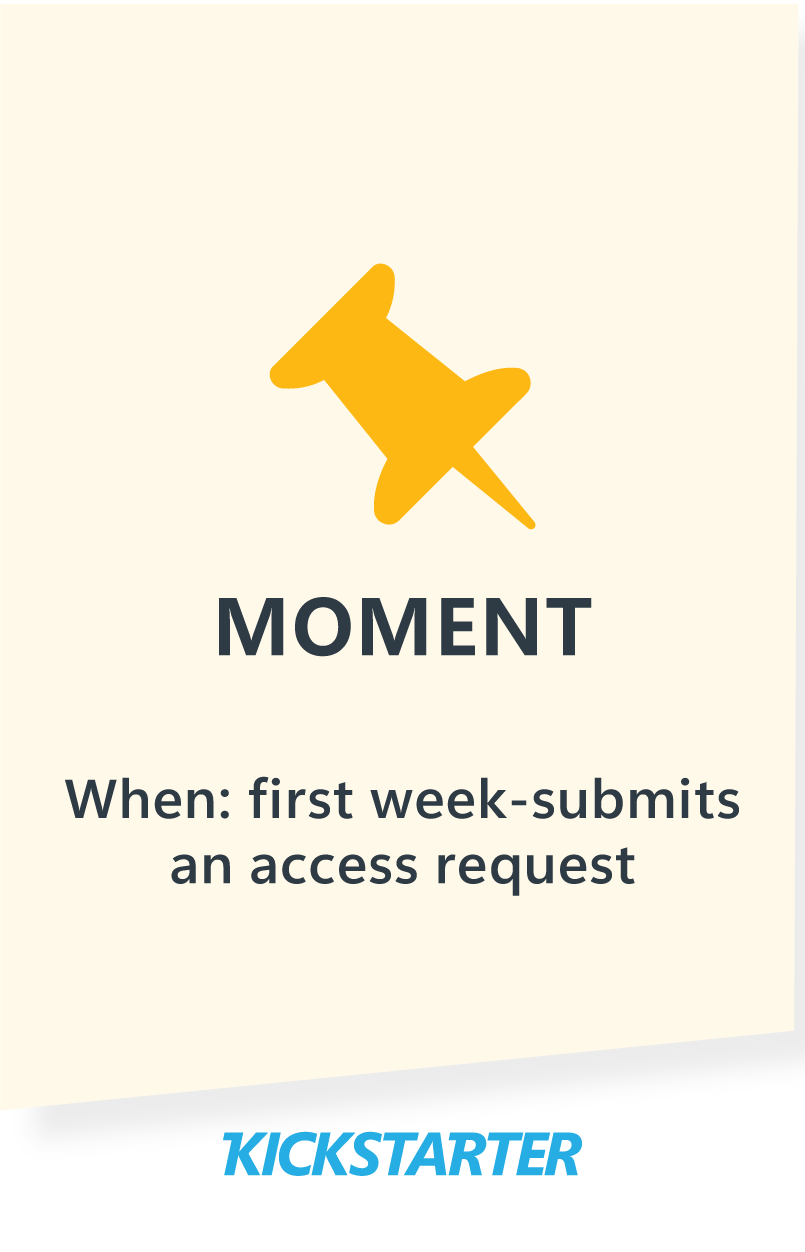 MOMENT
When: first week-submits
an access request
KICKSTARTER